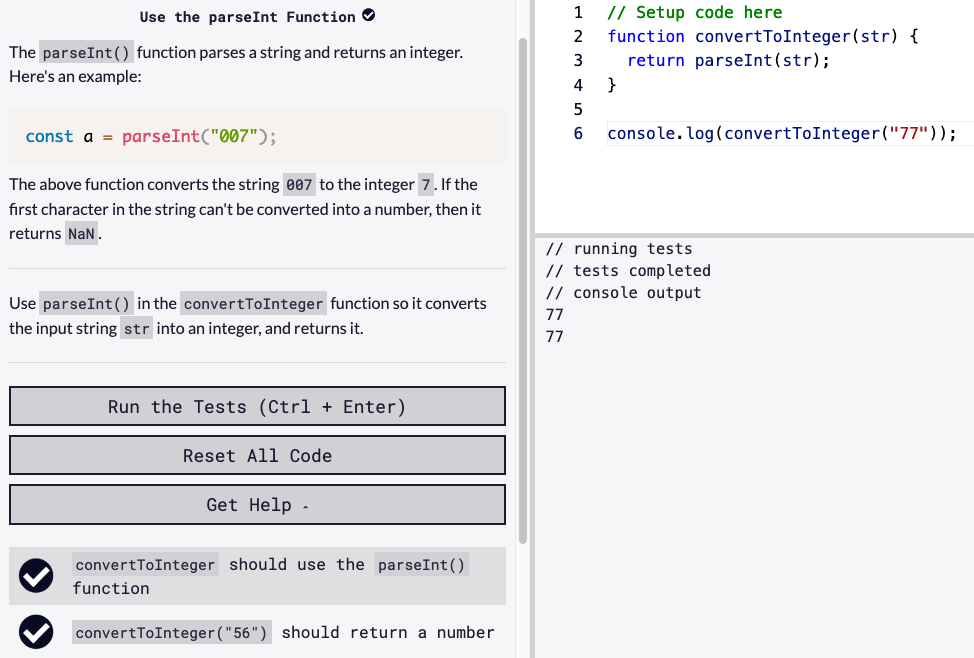 Use the parseInt Function
The parseInt() function parses a string and returns an integer.
Here's an example:
const a = parseInt("007");
The above function converts the string 007 to the integer 7. If the
first character in the string can't be converted into a number, then it
returns NaN.
Use parseInt() in the convertToInteger function so it converts
the input string str into an integer, and returns it.
Run the Tests (Ctrl + Enter)
Reset All Code
Get Help
convertToInteger should use the parseInt()
function
convertToInteger("56") should return a number
1 // Setup code here
2 function convertToInteger(str) {
3   return parseInt(str);
4 }
5
6 console.log(convertToInteger("77"));
// running tests
// tests completed
// console output
77
77